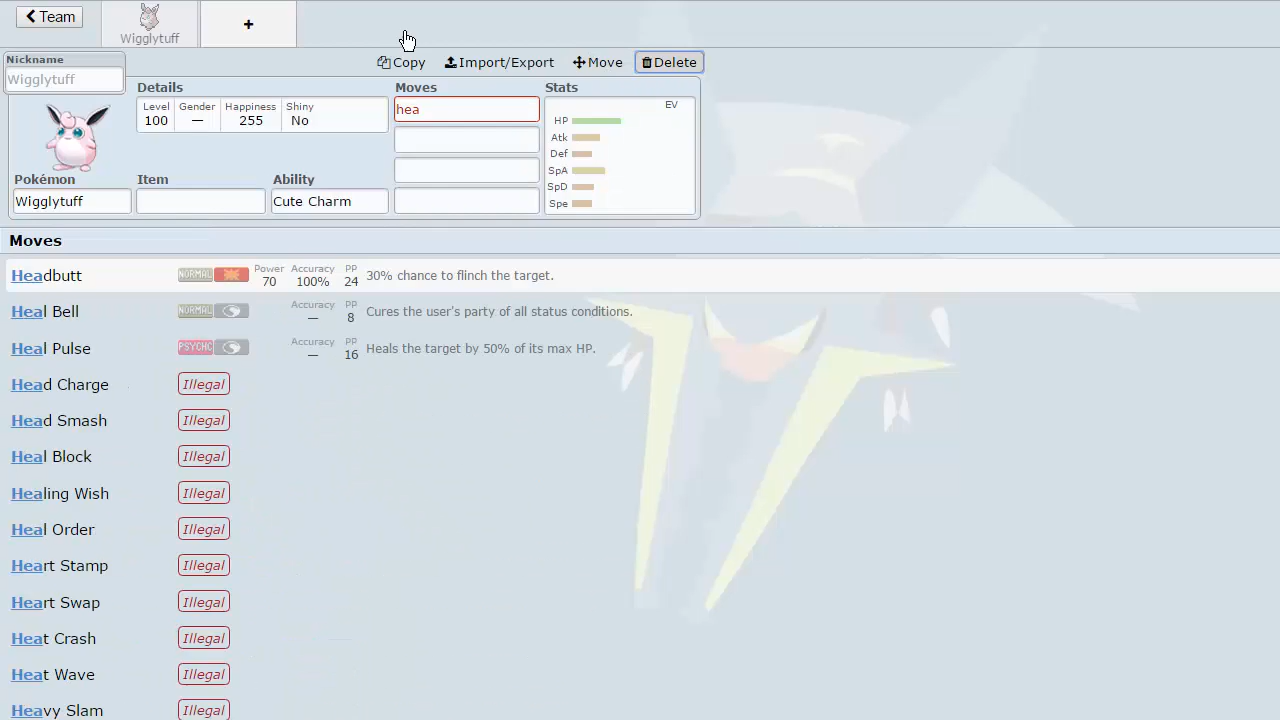 Team
Wigglytuff
+
Nickname
Wigglytuff
Copy Import/Export Move Delete
Details
Level Gender Happiness Shiny
100 — 255 No
Moves
hea
Stats
EV
HP
Atk
Def
SpA
SpD
Spe
Pokémon Item Ability
Wigglytuff Cute Charm
Moves
Headbutt NORMAL Power 70 Accuracy 100% PP 24 30% chance to flinch the target.
Heal Bell NORMAL Accuracy — PP 8 Cures the user's party of all status conditions.
Heal Pulse PSYCHC Accuracy — PP 16 Heals the target by 50% of its max HP.
Head Charge Illegal
Head Smash Illegal
Heal Block Illegal
Healing Wish Illegal
Heal Order Illegal
Heart Stamp Illegal
Heart Swap Illegal
Heat Crash Illegal
Heat Wave Illegal
Heavy Slam Illegal